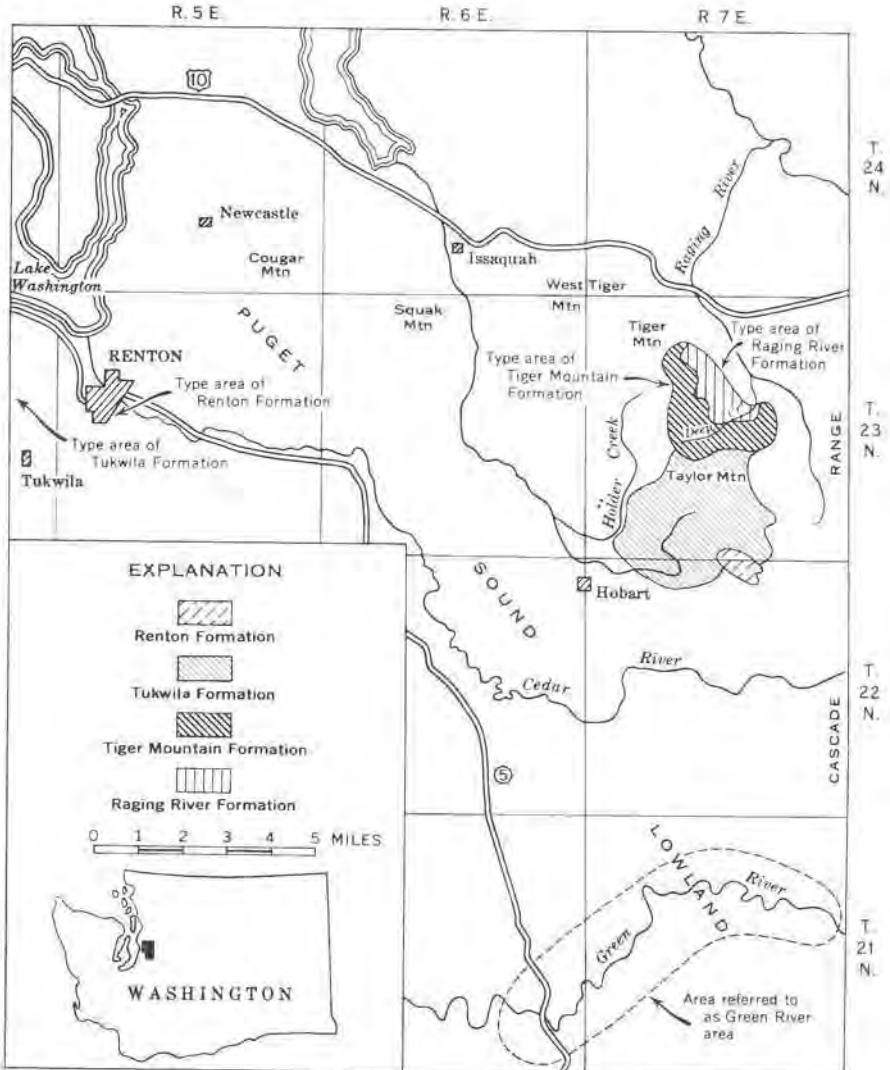 R. 5 E.
R. 6 E.
R. 7 E.
10
T.
24
N.
Raging River
Newcastle
Cougar
Mtn
Issaquah
Lake
Washington
West Tiger
Mtn
Squak
Mtn
Tiger
Mtn
Type area of
Raging River
Formation
PUGET
RENTON
Type area of
Renton Formation
Type area of
Tiger Mountain
Formation
Type area of
Tukwila Formation
Tukwila
Holder Creek
Deep
Taylor Mtn
RANGE
T.
23
N.
EXPLANATION
Renton Formation
Tukwila Formation
Tiger Mountain Formation
Raging River Formation
0 1 2 3 4 5 MILES
WASHINGTON
SOUND
Hobart
Cedar River
T.
22
N.
CASCADE
5
LOWLAND
Green River
T.
21
N.
Area referred to
as Green River
area